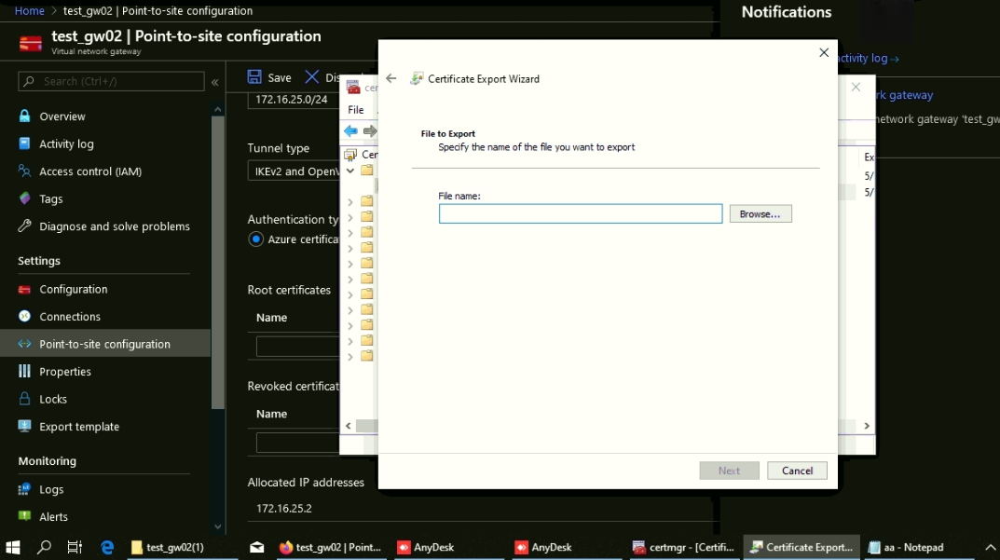 Home > test_gw02 | Point-to-site configuration
test_gw02 | Point-to-site configuration
Virtual network gateway
Search (Ctrl+/)
«
Overview
Activity log
Access control (IAM)
Tags
Diagnose and solve problems
Settings
Configuration
Connections
Point-to-site configuration
Properties
Locks
Export template
Monitoring
Logs
Alerts
Save
Dis
172.16.25.0/24
Tunnel type
IKEv2 and OpenV
Authentication ty
Azure certifica
Root certificates
Name
Revoked certificat
Name
Allocated IP addresses
172.16.25.2
cer
File
Cer
Certificate Export Wizard
File to Export
Specify the name of the file you want to export
File name:
Browse...
Next
Cancel
Ex
5/
5/
Notifications
activity log →
rk gateway
network gateway 'test_gw
test_gw02(1)
test_gw02 | Point...
AnyDesk
AnyDesk
certmgr - [Certifi...
Certificate Export...
aa - Notepad